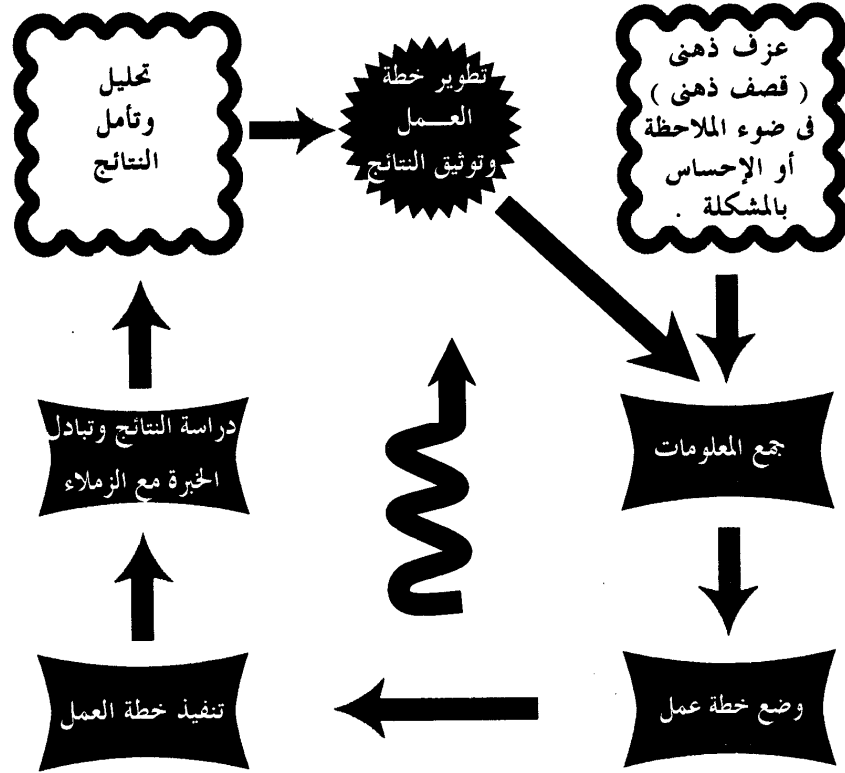 عزف ذهنى
( قصف ذهنى )
فى ضوء الملاحظة
أو الإحساس
بالمشكلة .
جمع المعلومات
وضع خطة عمل
تنفيذ خطة العمل
دراسة النتائج وتبادل
الخبرة مع الزملاء
تحليل
وتأمل
النتائج
تطوير خطة
العـــمل
وتوثيق النتائج